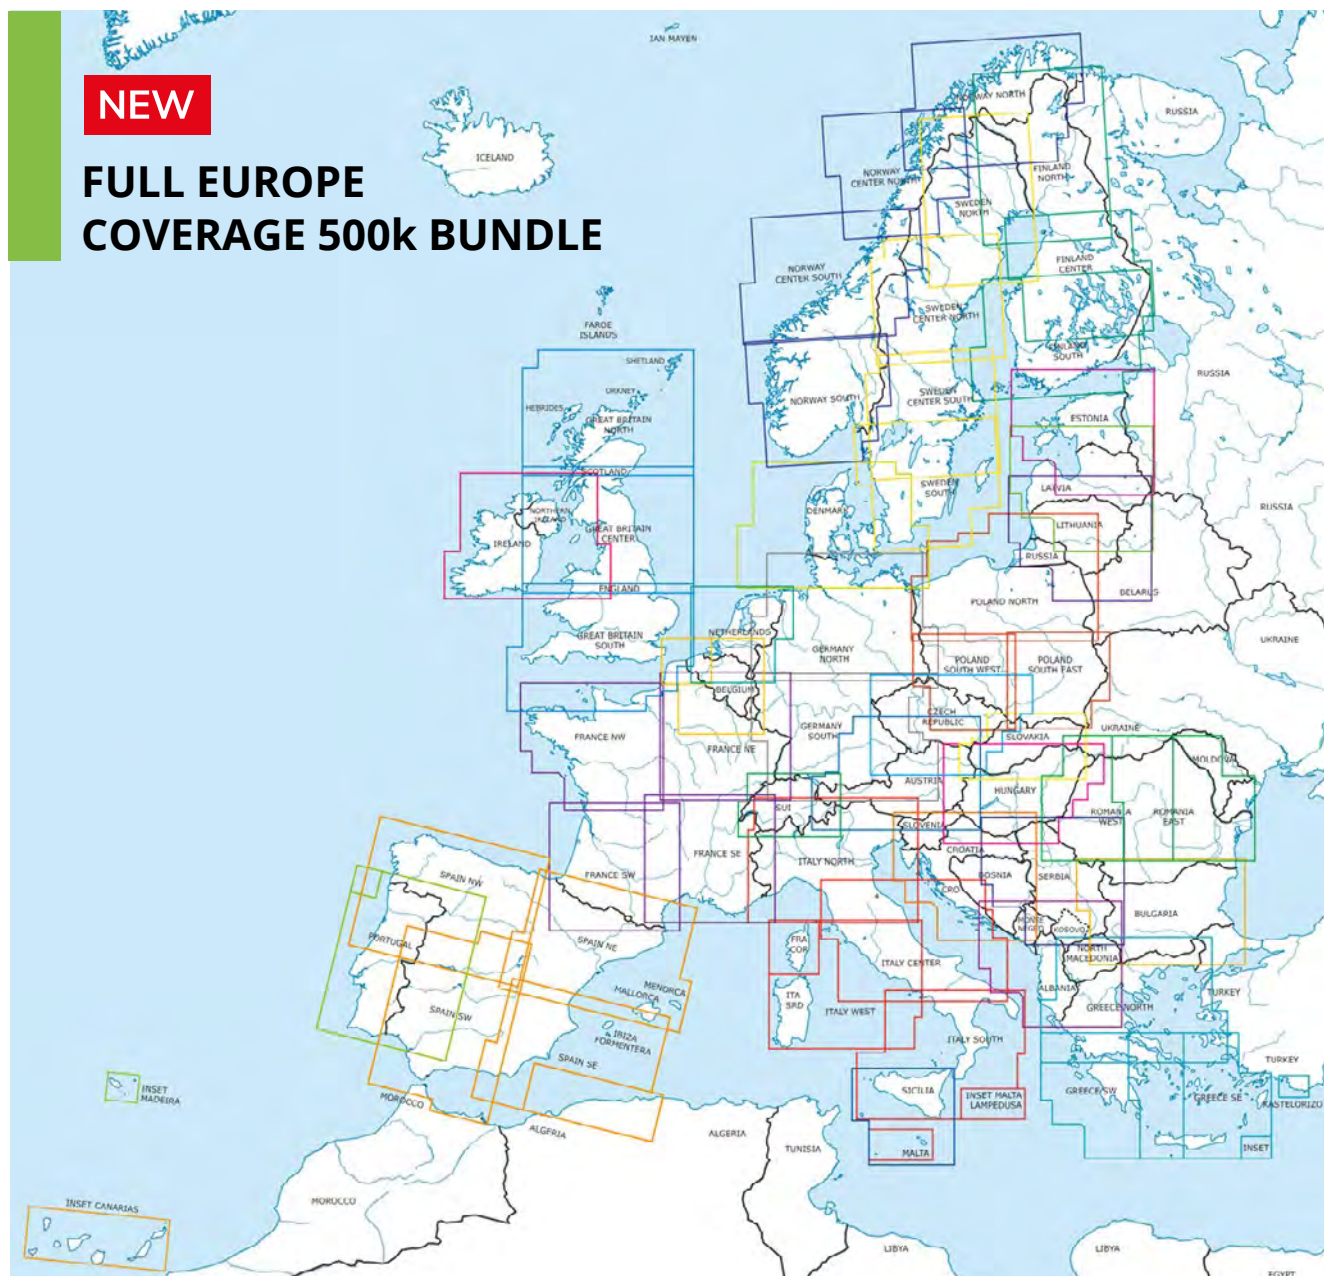 NEW
FULL EUROPE
COVERAGE 500k BUNDLE
JAN MAYEN
ICELAND
NORWAY NORTH
RUSSIA
NORWAY
CENTER NORTH
FINLAND
NORTH
SWEDEN
NORTH
NORWAY
CENTER SOUTH
FINLAND
CENTER
SWEDEN
CENTER NORTH
FAROE
ISLANDS
FINLAND
SOUTH
SHETLAND
RUSSIA
ORKNEY
HEBRIDES
NORWAY SOUTH
SWEDEN
CENTER SOUTH
GREAT BRITAIN
NORTH
ESTONIA
SCOTLAND
LATVIA
SWEDEN
SOUTH
NORTHERN
IRELAND
DENMARK
RUSSIA
IRELAND
GREAT BRITAIN
CENTER
LITHUANIA
RUSSIA
ENGLAND
BELARUS
POLAND NORTH
GREAT BRITAIN
SOUTH
NETHERLANDS
UKRAINE
GERMANY
NORTH
POLAND
SOUTH WEST
POLAND
SOUTH EAST
BELGIUM
CZECH
REPUBLIC
FRANCE NW
FRANCE NE
GERMANY
SOUTH
SLOVAKIA
UKRAINE
MOLDOVA
AUSTRIA
HUNGARY
SUI
ROMANIA
WEST
ROMANIA
EAST
SLOVENIA
FRANCE SE
ITALY NORTH
CROATIA
SPAIN NW
FRANCE SW
CRO
BOSNIA
SERBIA
BULGARIA
PORTUGAL
SPAIN NE
FRA
COR
MONTE
NEGRO
KOSOVO
NORTH
MACEDONIA
ITALY CENTER
MENORCA
MALLORCA
ITA
SRD
ITALY WEST
ALBANIA
GREECE NORTH
TURKEY
SPAIN SW
IBIZA
FORMENTERA
ITALY SOUTH
SPAIN SE
TURKEY
INSET
MADEIRA
MOROCCO
SICILIA
INSET MALTA
LAMPEDUSA
GREECE SW
GREECE SE
KASTELORIZO
ALGERIA
ALGERIA
TUNISIA
MALTA
INSET
MOROCCO
INSET CANARIAS
LIBYA
LIBYA
EGYPT